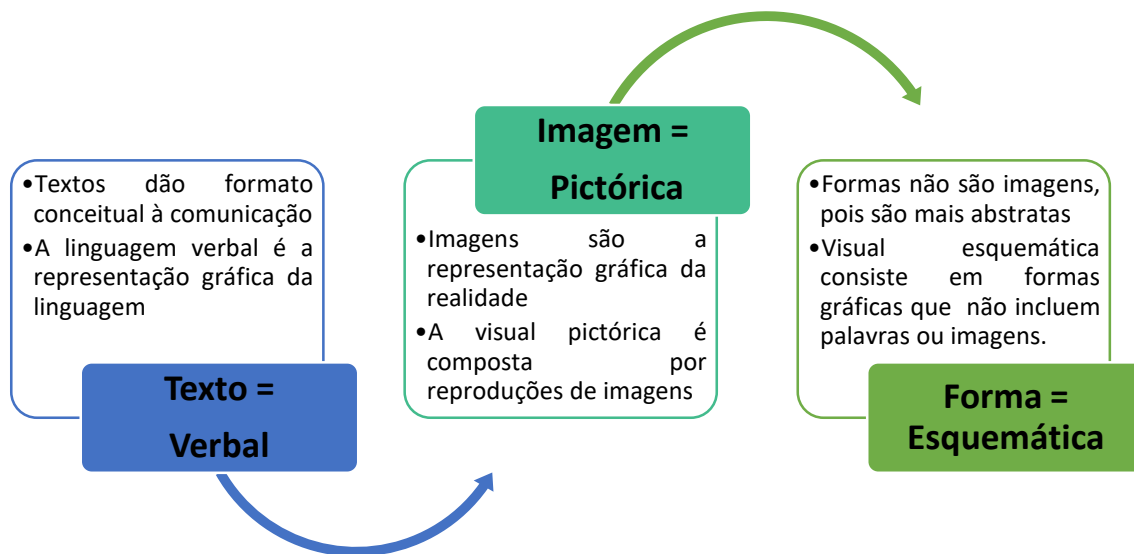 •Textos dão formato
conceitual à comunicação
•A linguagem verbal é a
representação gráfica da
linguagem
Texto =
Verbal
Imagem =
Pictórica
•Imagens são a
representação gráfica da
realidade
•A visual pictórica é
composta por
reproduções de imagens
•Formas não são imagens,
pois são mais abstratas
•Visual esquemática
consiste em formas
gráficas que não incluem
palavras ou imagens.
Forma =
Esquemática